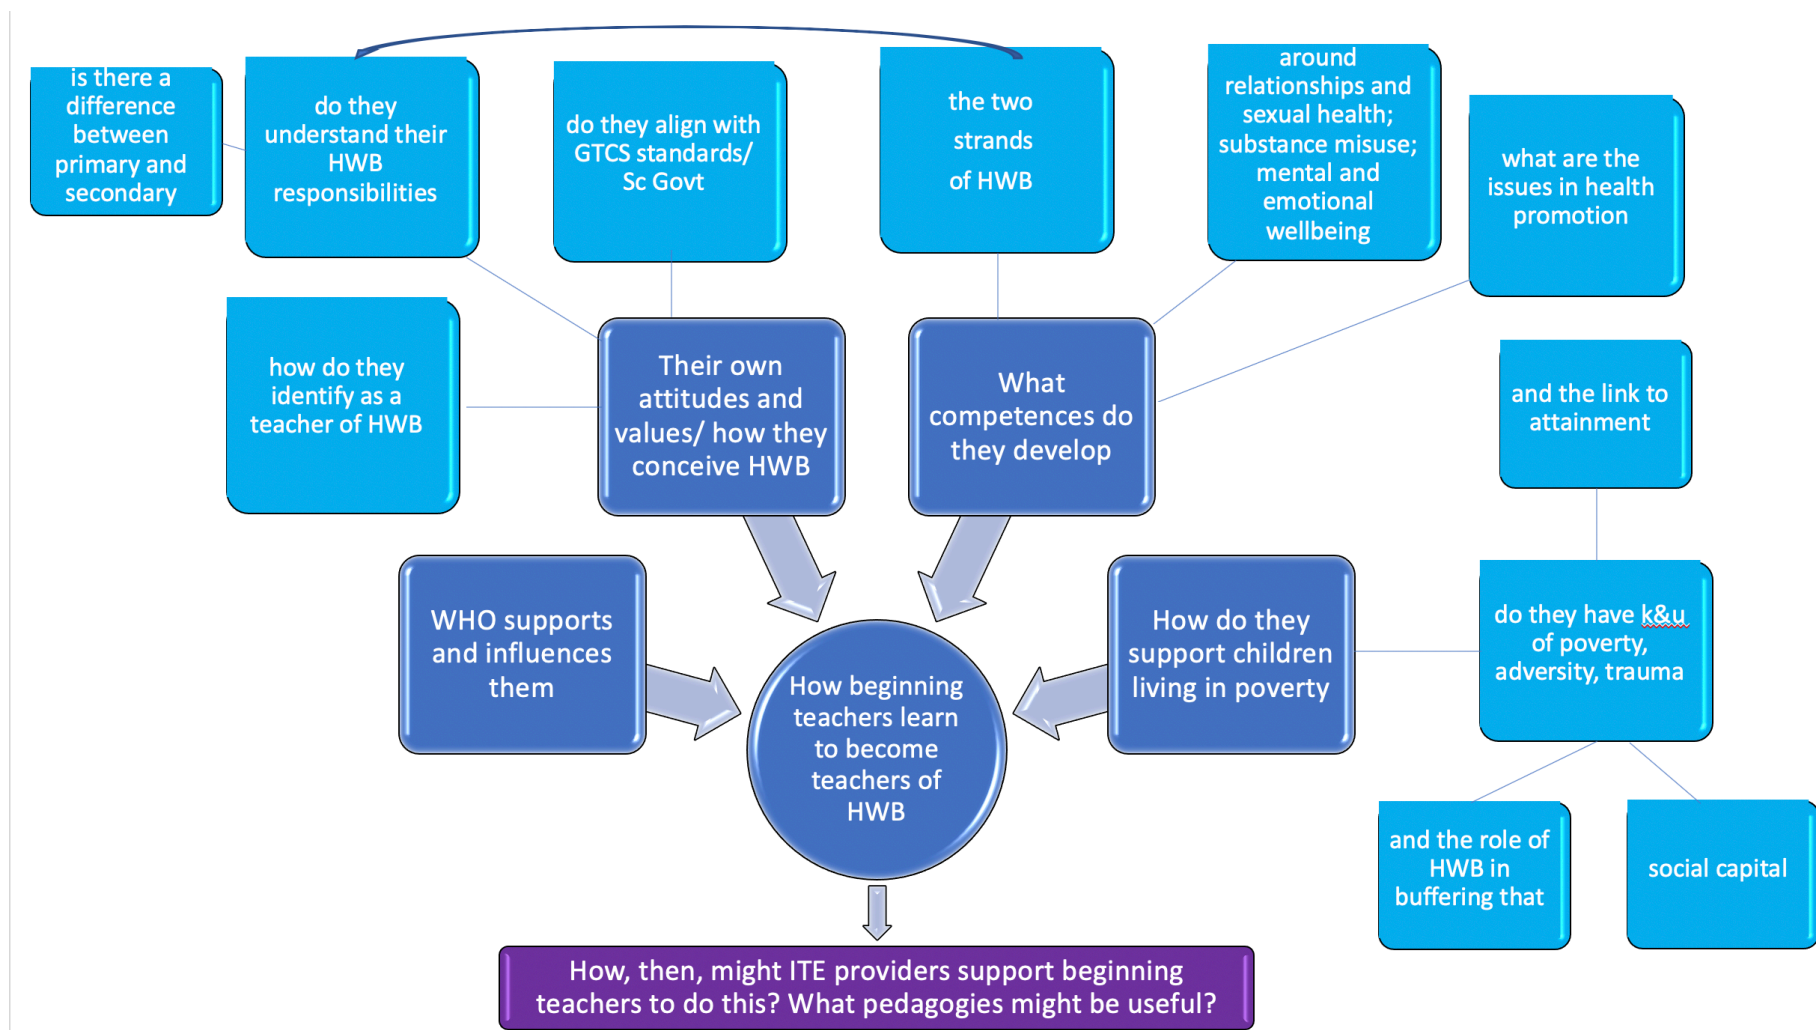 is there a
difference
between
primary and
secondary
do they
understand their
HWB
responsibilities
do they align with
GTCS standards/
Sc Govt
the two
strands
of HWB
around
relationships and
sexual health;
substance misuse;
mental and
emotional
wellbeing
what are the
issues in health
promotion
how do they
identify as a
teacher of HWB
Their own
attitudes and
values/ how they
conceive HWB
What
competences do
they develop
and the link to
attainment
WHO supports
and influences
them
How do they
support children
living in poverty
do they have k&u
of poverty,
adversity, trauma
How beginning
teachers learn
to become
teachers of
HWB
and the role of
HWB in
buffering that
social capital
How, then, might ITE providers support beginning
teachers to do this? What pedagogies might be useful?